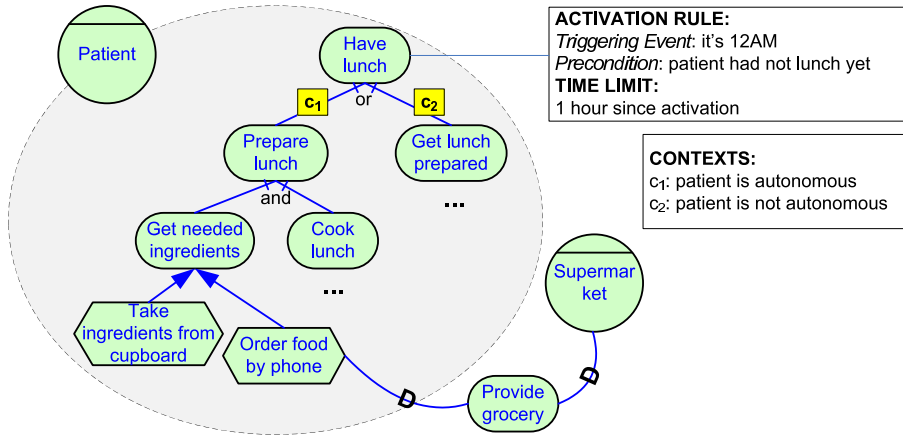 Patient
Have
lunch
ACTIVATION RULE:
Triggering Event: it's 12AM
Precondition: patient had not lunch yet
TIME LIMIT:
1 hour since activation
c1
or
c2
Prepare
lunch
Get lunch
prepared
...
CONTEXTS:
c1: patient is autonomous
c2: patient is not autonomous
and
Get needed
ingredients
Cook
lunch
...
Supermar
ket
Take
ingredients from
cupboard
Order food
by phone
D
Provide
grocery
D